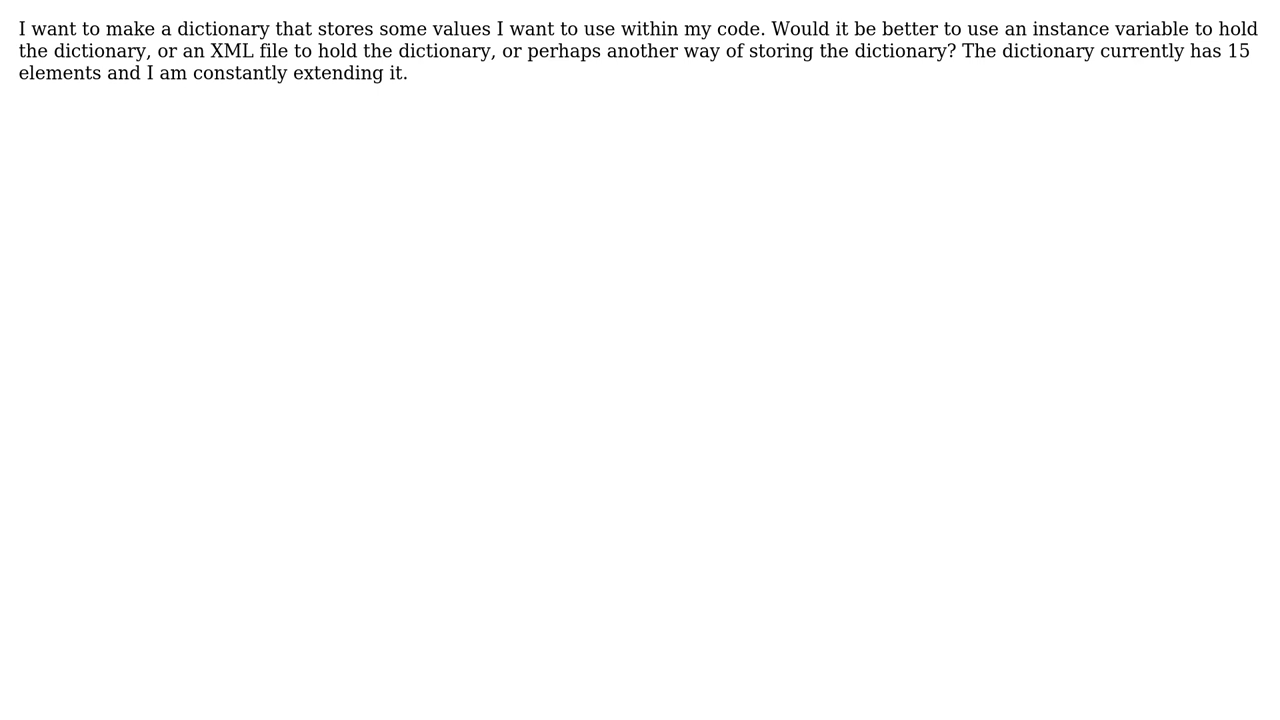 I want to make a dictionary that stores some values I want to use within my code. Would it be better to use an instance variable to hold
the dictionary, or an XML file to hold the dictionary, or perhaps another way of storing the dictionary? The dictionary currently has 15
elements and I am constantly extending it.